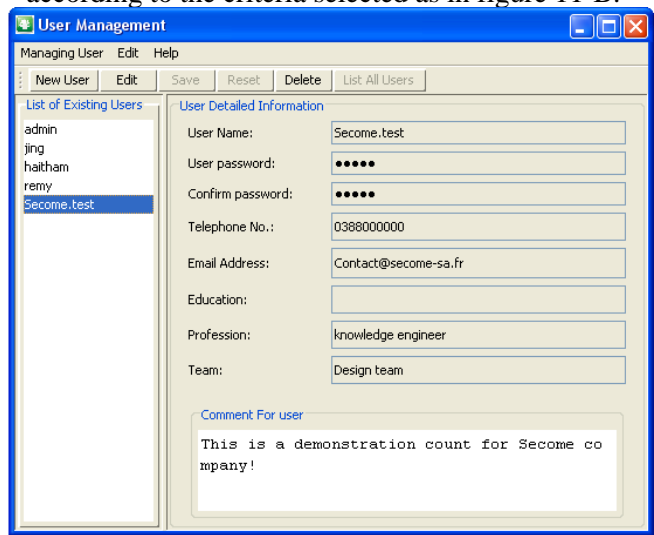 according to the criteria selected as in figure 11-B.
User Management
Managing User Edit Help
New User Edit Save Reset Delete List All Users
List of Existing Users
admin
jing
haitham
remy
Secome.test
User Detailed Information
User Name: Secome.test
User password: •••••
Confirm password: •••••
Telephone No.: 0388000000
Email Address: Contact@secome-sa.fr
Education:
Profession: knowledge engineer
Team: Design team
Comment For user
This is a demonstration count for Secome co
mpany!